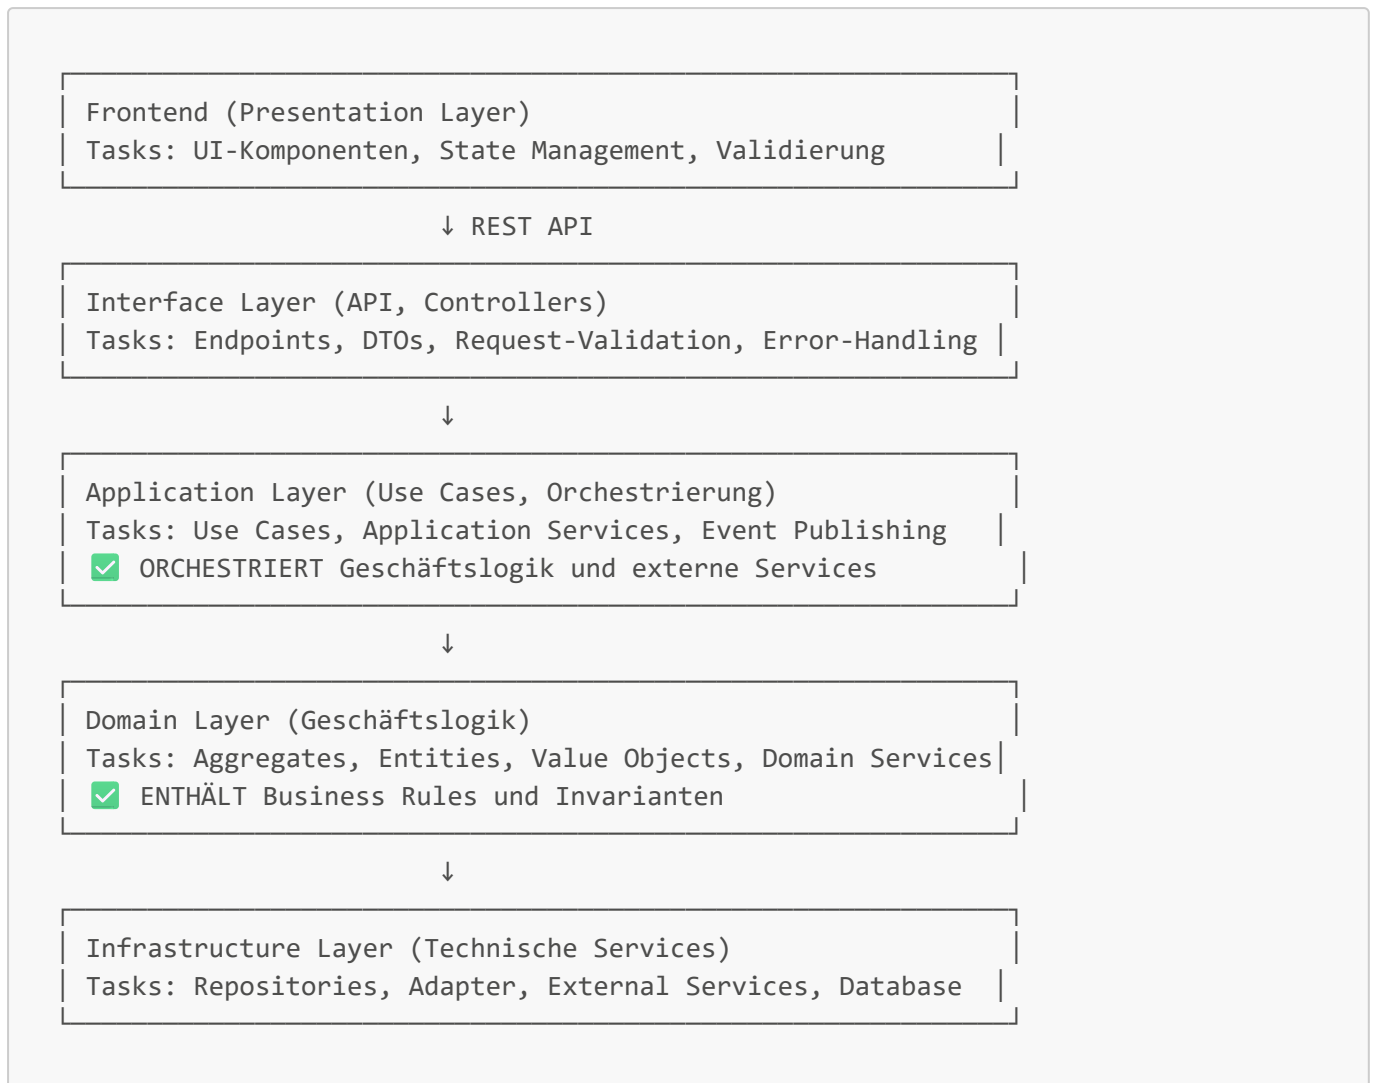 Frontend (Presentation Layer)
Tasks: UI-Komponenten, State Management, Validierung
↓ REST API
Interface Layer (API, Controllers)
Tasks: Endpoints, DTOs, Request-Validation, Error-Handling
↓
Application Layer (Use Cases, Orchestrierung)
Tasks: Use Cases, Application Services, Event Publishing
✅ ORCHESTRIERT Geschäftslogik und externe Services
↓
Domain Layer (Geschäftslogik)
Tasks: Aggregates, Entities, Value Objects, Domain Services
✅ ENTHÄLT Business Rules und Invarianten
↓
Infrastructure Layer (Technische Services)
Tasks: Repositories, Adapter, External Services, Database